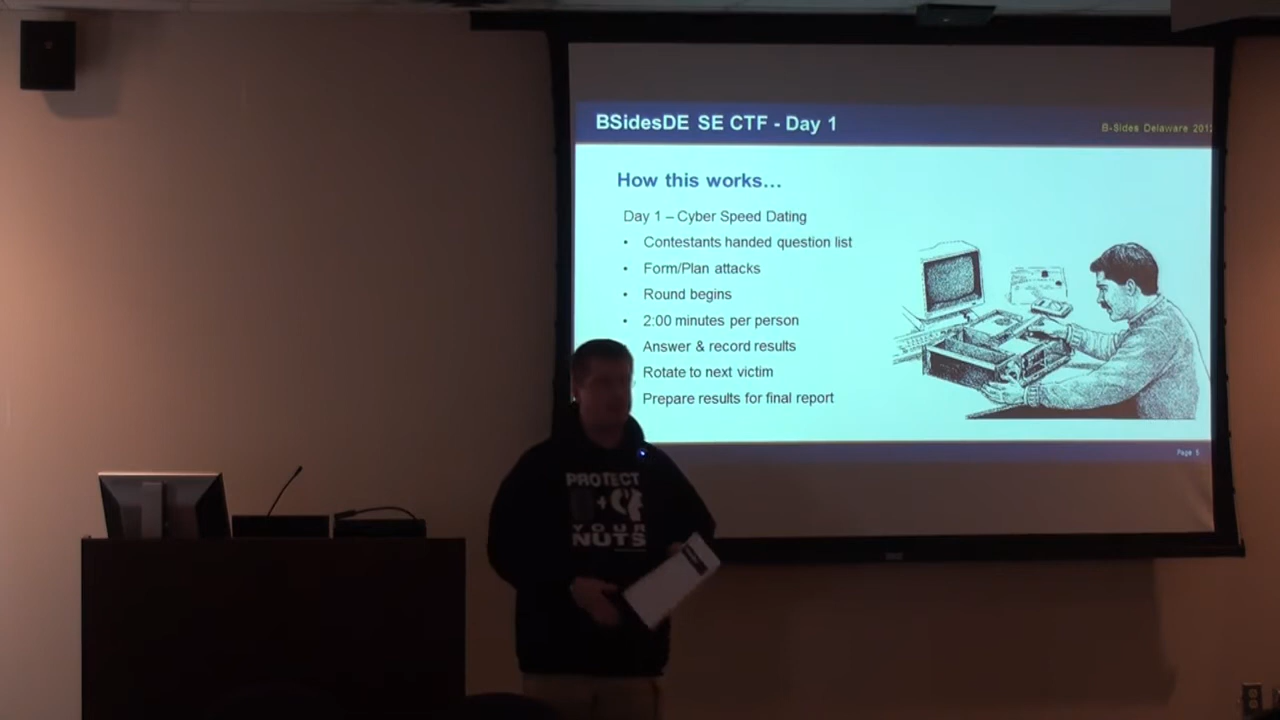 BSidesDE SE CTF - Day 1
B-Sides Delaware 201
How this works…
Day 1 – Cyber Speed Dating
• Contestants handed question list
• Form/Plan attacks
• Round begins
• 2:00 minutes per person
Answer & record results
Rotate to next victim
Prepare results for final report
Page 5
PROTECT
YOUR
NUTS